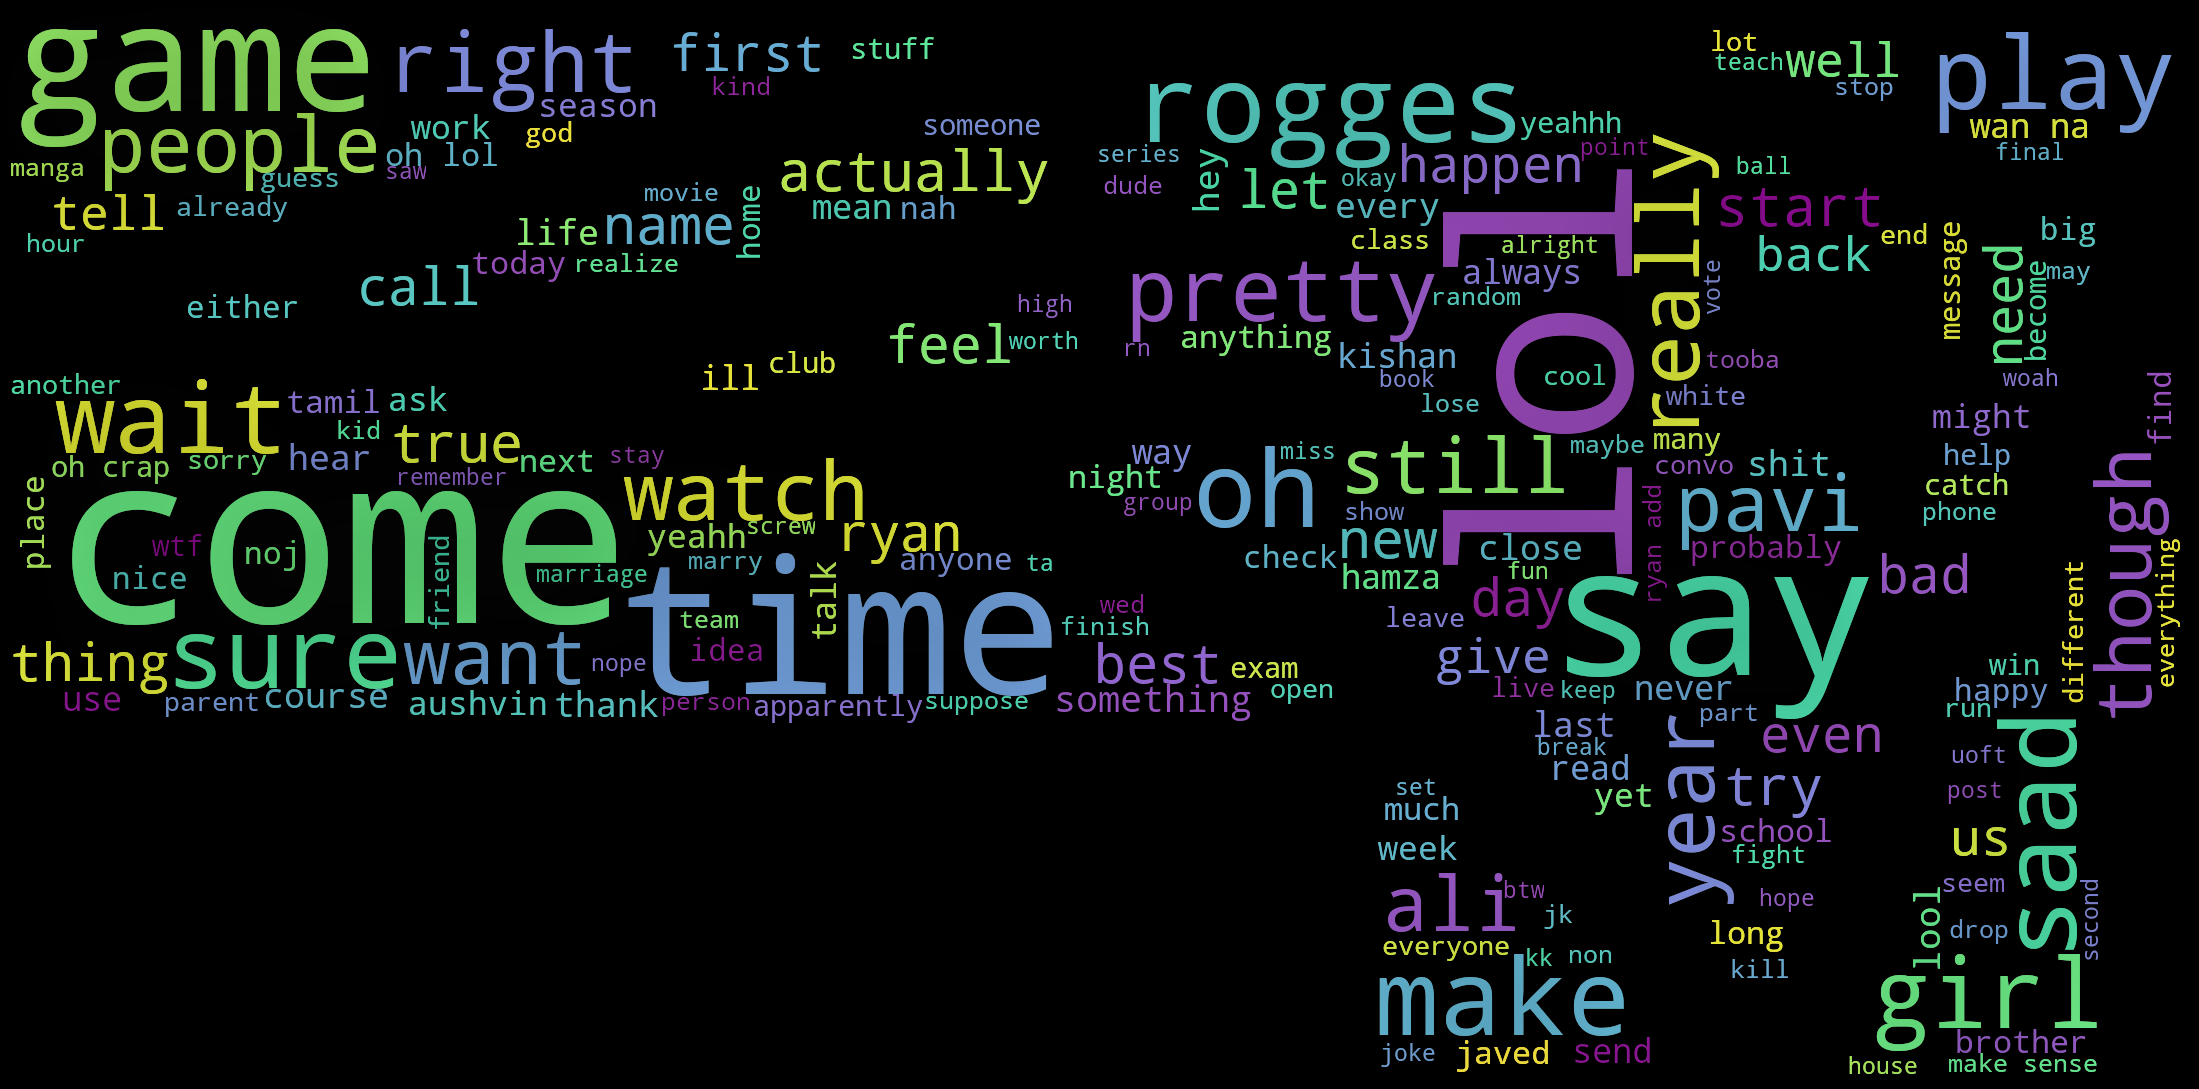 game
right
first
stuff
kind
season
people
work
god
oh lol
manga
guess
saw
tell
already
hour
someone
actually
movie
home
mean
nah
life
name
today
realize
call
either
high
feel
worth
club
ill
rogges
yeahhh
series
dude
hey
let
okay
happen
point
every
class
alright
always
pretty
random
anything
rn
kishan
book
lose
lol
cool
really
lot
teach
well
stop
play
wan na
final
ball
start
back
end
vote
message
need
become
big
may
woah
tooba
white
might
find
another
wait
tamil
ask
kid
true
oh crap
sorry
hear
remember
next
stay
place
come
wtf
noj
nice
friend
marriage
watch
yeahh
screw
ryan
marry
talk
anyone
ta
time
team
idea
wed
finish
thing
sure
want
nope
use
parent
course
aushvin
thank
person
apparently
suppose
something
best
exam
open
way
night
group
oh
miss
still
maybe
many
show
convo
shit
check
new
close
hamza
fun
day
leave
ryan add
pavi
probably
say
bad
help
catch
phone
though
different
everything
give
live
keep
never
last
break
read
yet
part
even
year
try
school
fight
hope
long
kill
win
happy
run
uoft
post
saad
us
seem
lool
drop
second
set
much
week
ali
btw
jk
everyone
kk
non
make
joke
javed
send
girl
brother
house
make sense